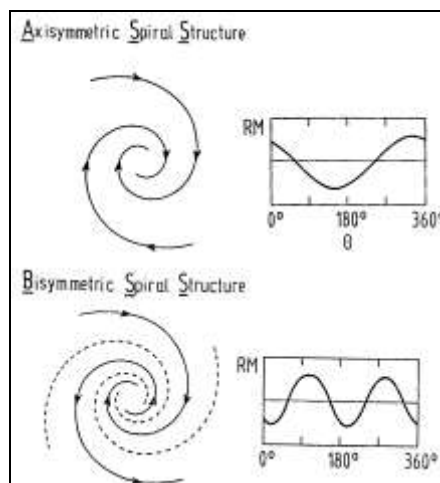 Axisymmetric Spiral Structure
RM
0° 180° 360°
θ
Bisymmetric Spiral Structure
RM
0° 180° 360°